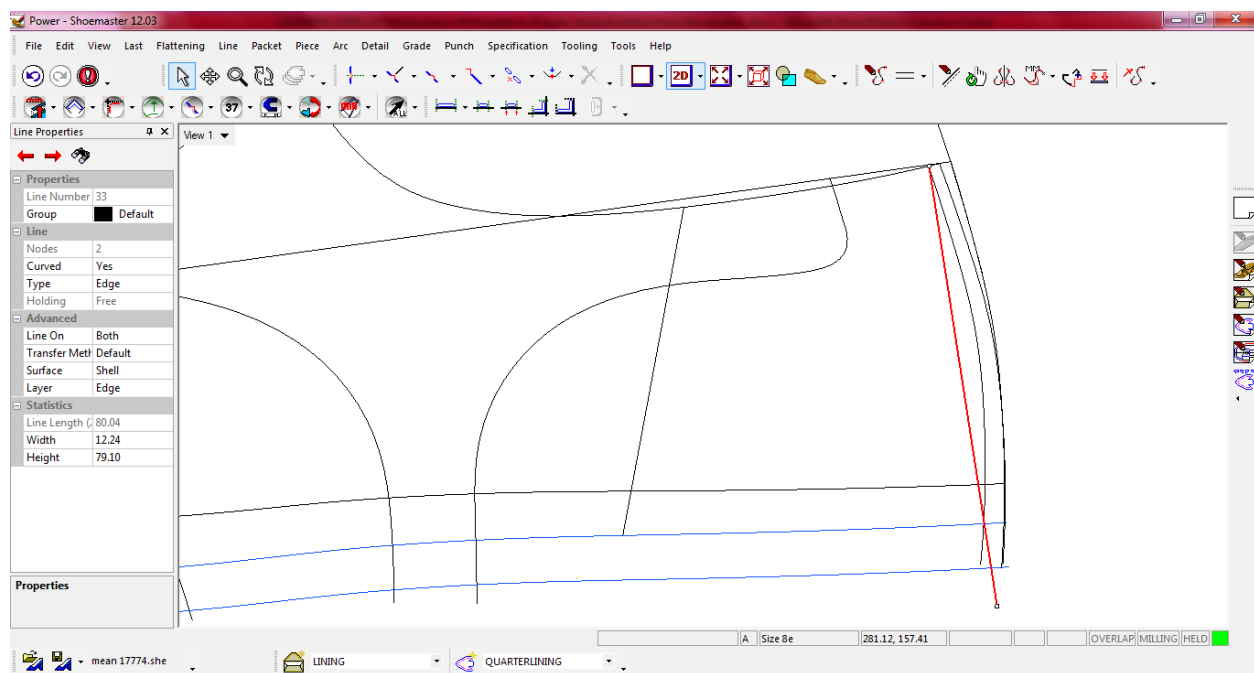 Power - Shoemaster 12.03
File Edit View Last Flattening Line Packet Piece Arc Detail Grade Punch Specification Tooling Tools Help
2D
37
Line Properties
View 1
Properties
Line Number 33
Group Default
Line
Nodes 2
Curved Yes
Type Edge
Holding Free
Advanced
Line On Both
Transfer Meth Default
Surface Shell
Layer Edge
Statistics
Line Length (. 80.04
Width 12.24
Height 79.10
Properties
A Size 8e 281.12, 157.41 OVERLAP MILLING HELD
mean 17774.she LINING QUARTERLINING